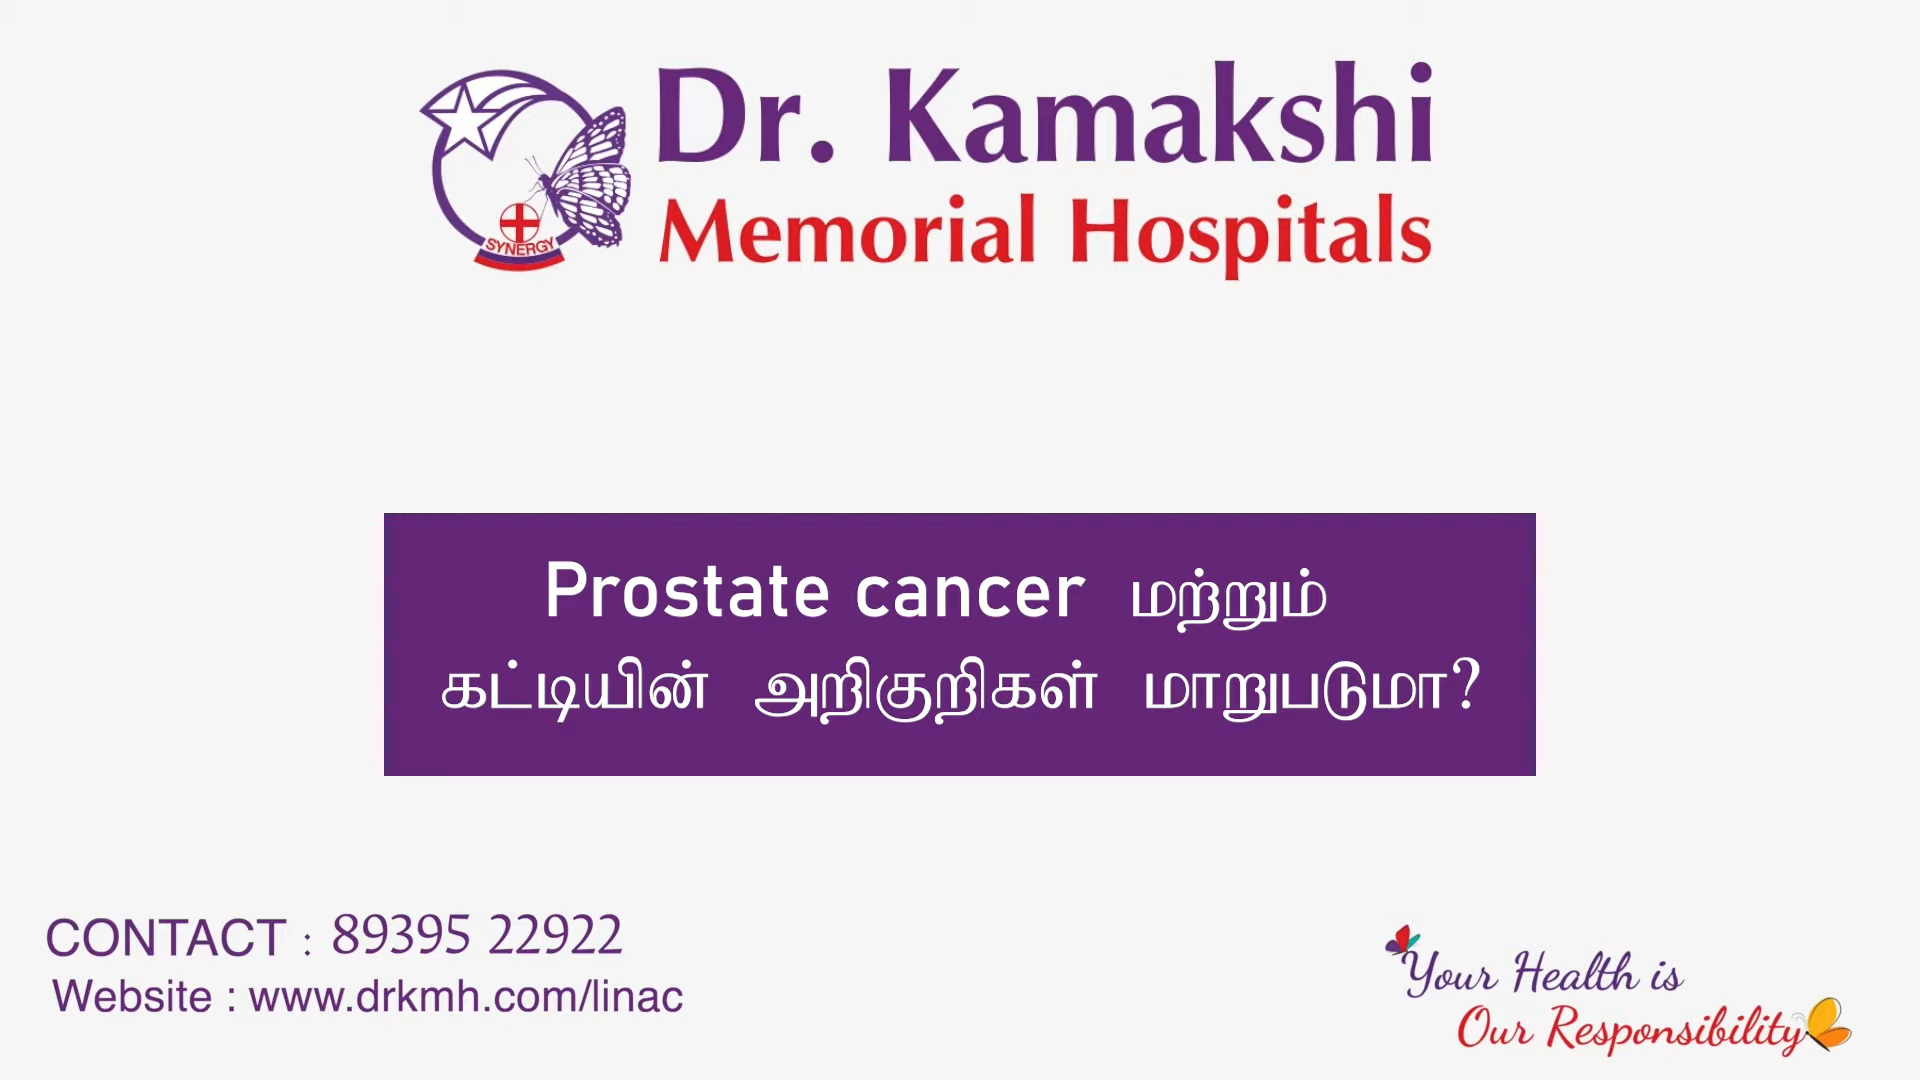 Dr. Kamakshi
Memorial Hospitals
SYNERGY
Prostate cancer மற்றும்
கட்டியின் அறிகுறிகள் மாறுபடுமா?
CONTACT : 89395 22922
Website : www.drkmh.com/linac
Your Health is
Our Responsibility